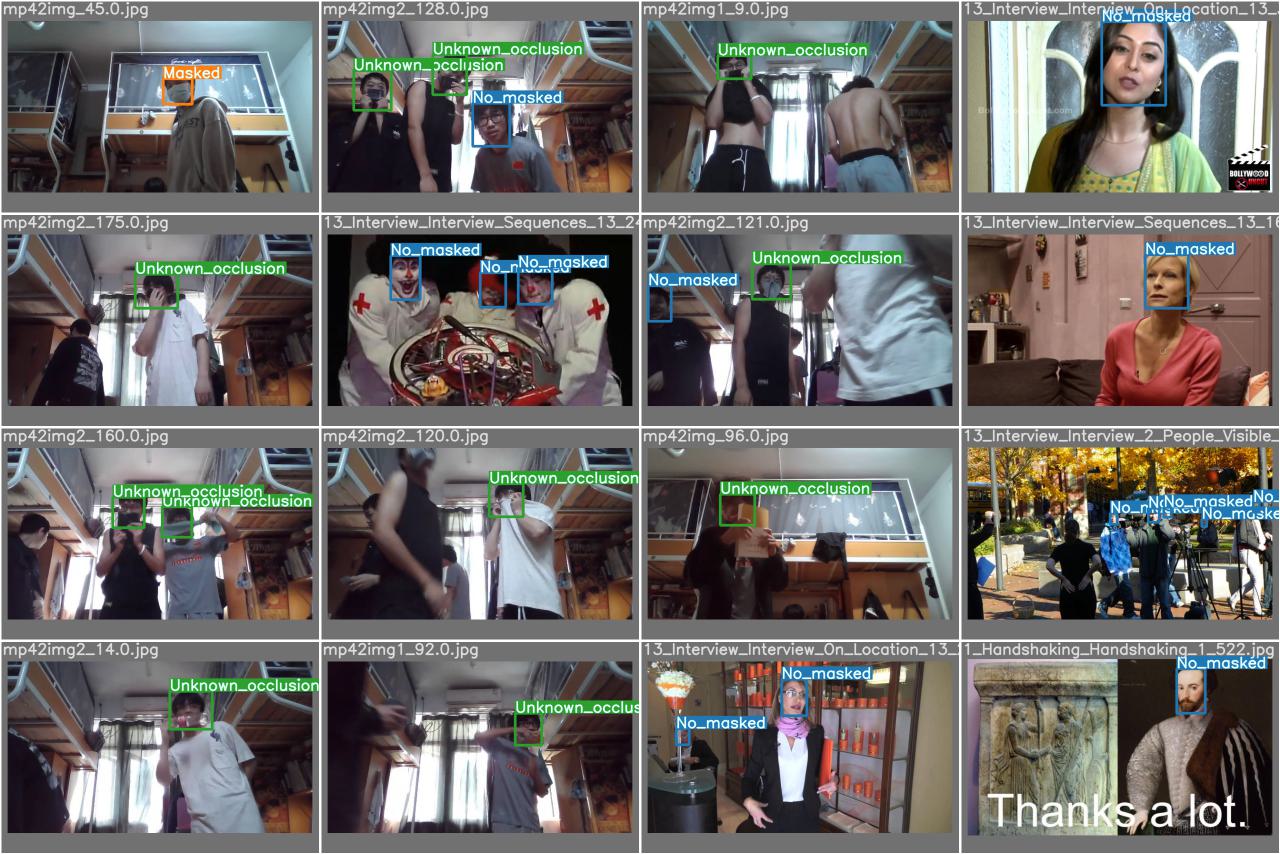 mp42img_45.0.jpg
Masked
mp42img2_128.0.jpg
Unknown_occlusion
Unknown_occlusion
No_masked
mp42img1_9.0.jpg
Unknown_occlusion
13_Interview_Interview_On_Location_13_
No_masked
BOLLYWOOD
mp42img2_175.0.jpg
Unknown_occlusion
13_Interview_Interview_Sequences_13_24
No_masked
No_masked
mp42img2_121.0.jpg
Unknown_occlusion
No_masked
13_Interview_Interview_Sequences_13_16
No_masked
mp42img2_160.0.jpg
Unknown_occlusion
Unknown_occlusion
mp42img2_120.0.jpg
Unknown_occlusion
mp42img_96.0.jpg
Unknown_occlusion
13_Interview_Interview_2_People_Visible_
No_masked
mp42img2_14.0.jpg
Unknown_occlusion
mp42img1_92.0.jpg
Unknown_occlus
13_Interview_Interview_On_Location_13_
No_masked
No_masked
1_Handshaking_Handshaking_1_522.jpg
No_masked
Thanks a lot.